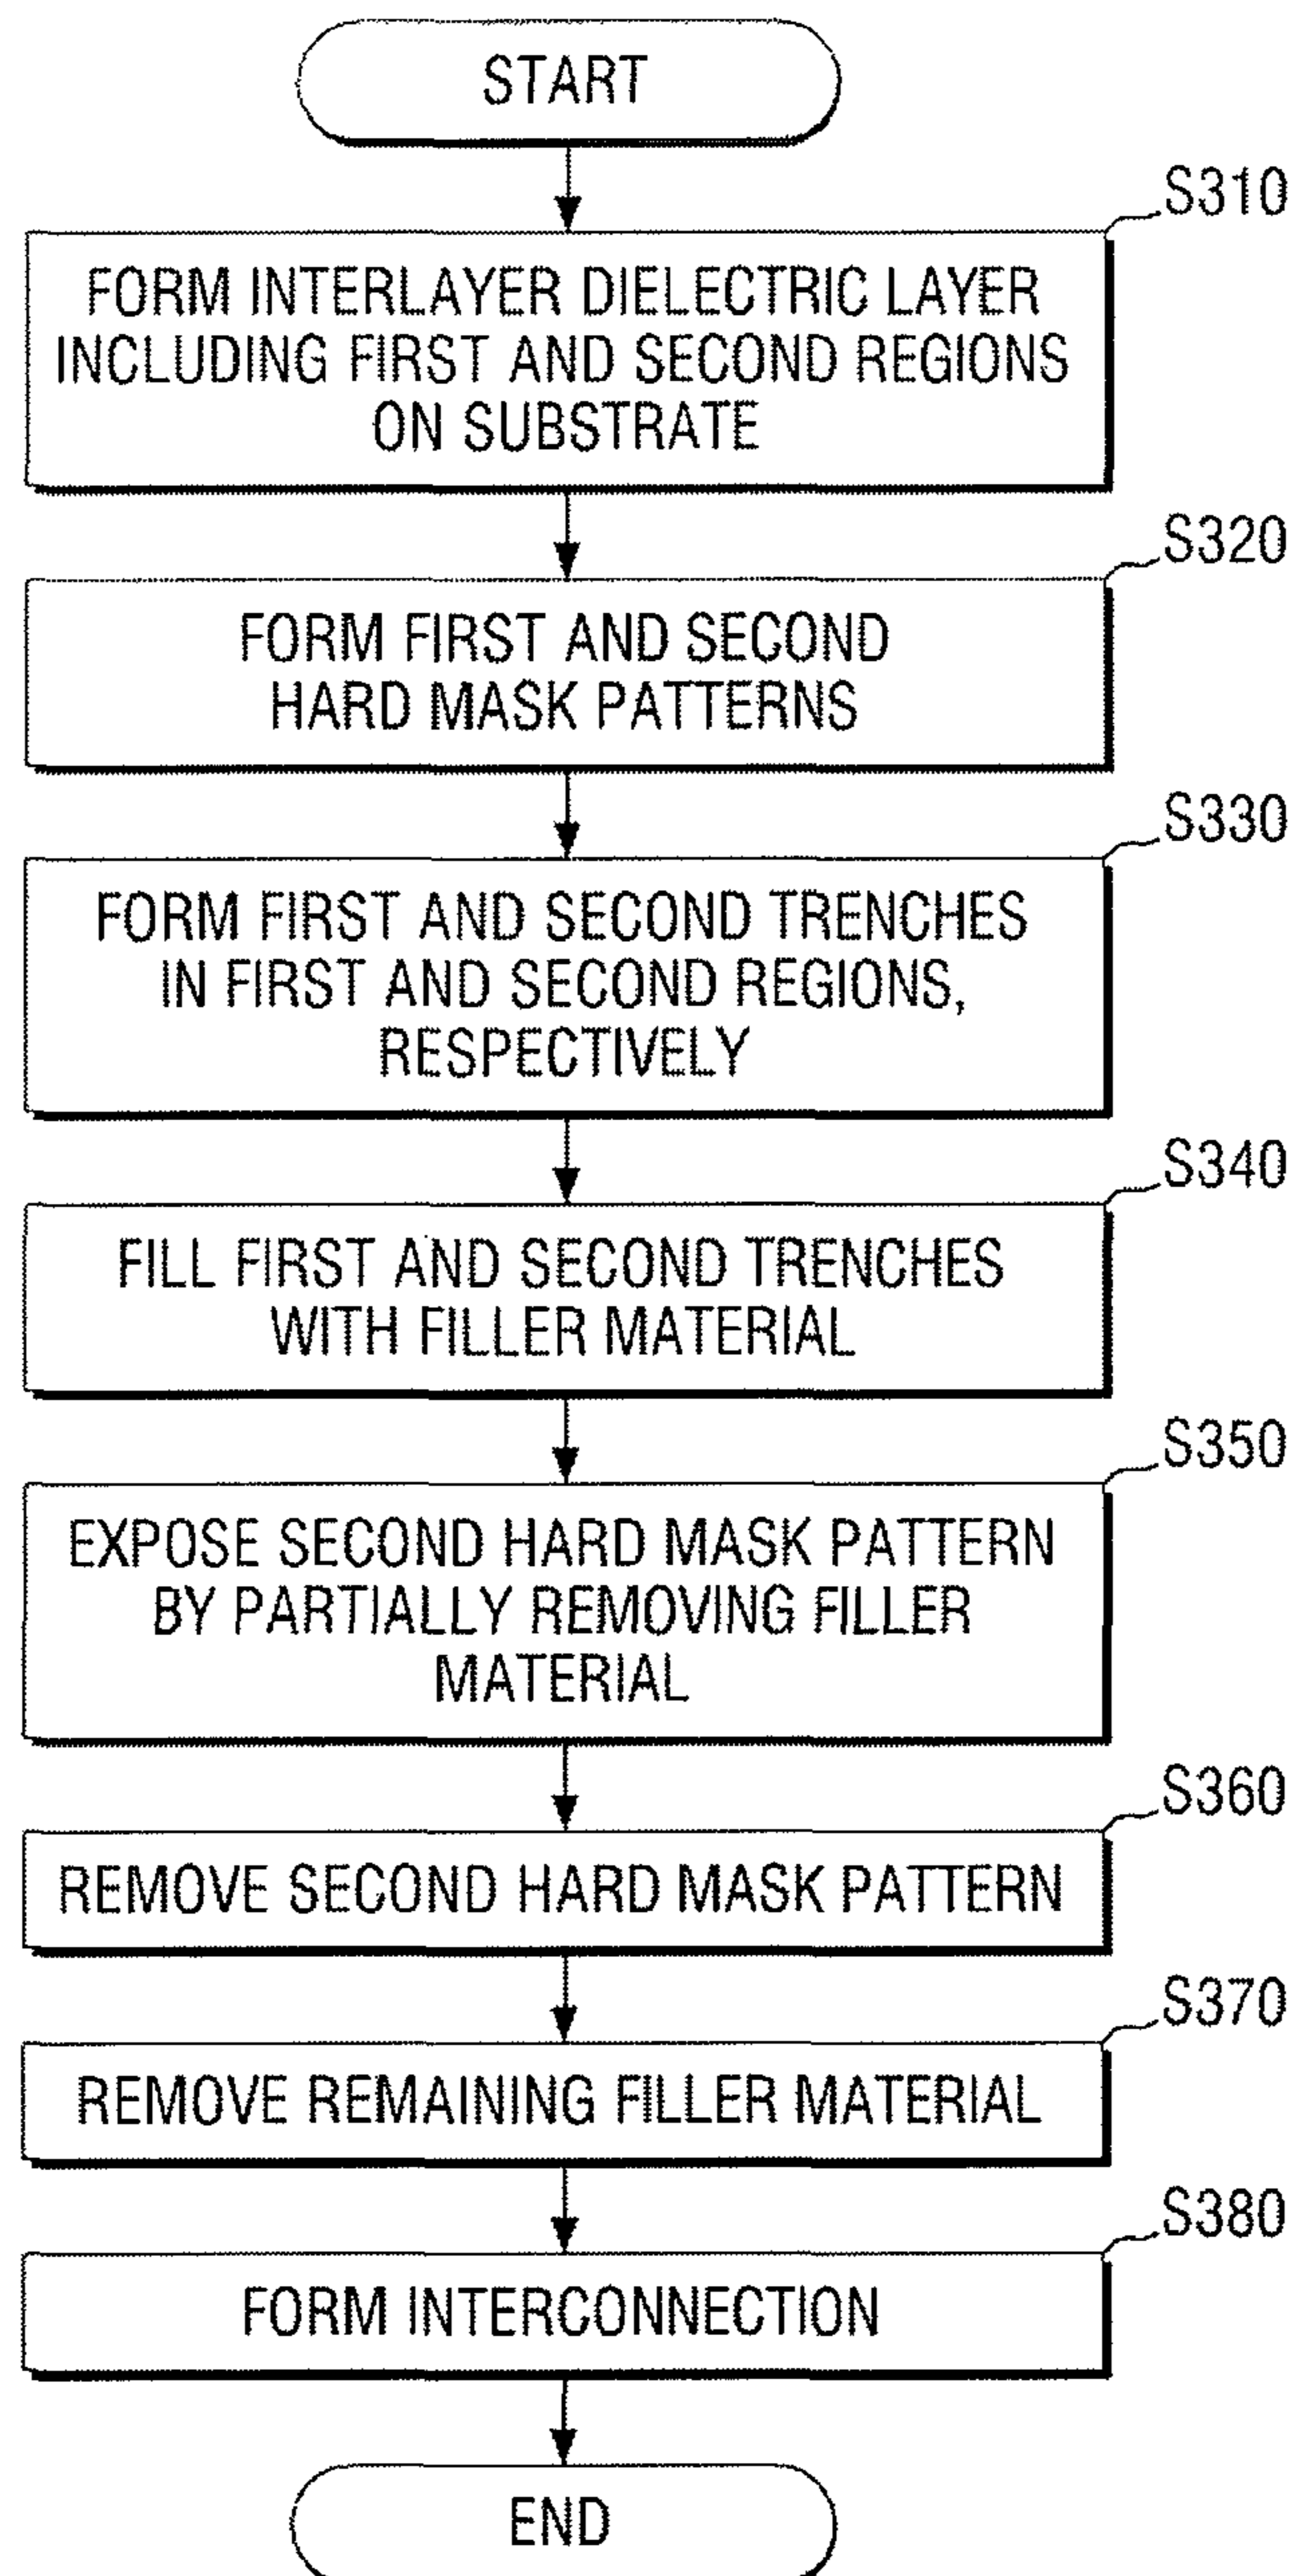 START
S310
FORM INTERLAYER DIELECTRIC LAYER
INCLUDING FIRST AND SECOND REGIONS
ON SUBSTRATE
S320
FORM FIRST AND SECOND
HARD MASK PATTERNS
S330
FORM FIRST AND SECOND TRENCHES
IN FIRST AND SECOND REGIONS,
RESPECTIVELY
S340
FILL FIRST AND SECOND TRENCHES
WITH FILLER MATERIAL
S350
EXPOSE SECOND HARD MASK PATTERN
BY PARTIALLY REMOVING FILLER
MATERIAL
S360
REMOVE SECOND HARD MASK PATTERN
S370
REMOVE REMAINING FILLER MATERIAL
S380
FORM INTERCONNECTION
END